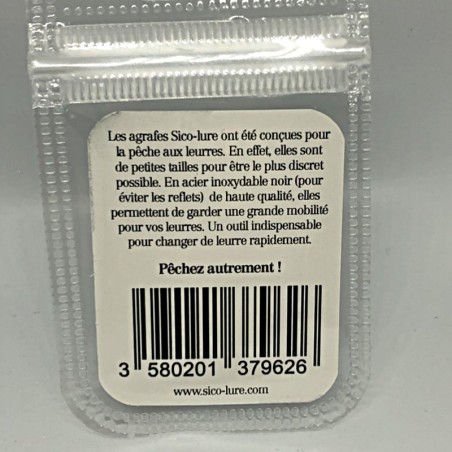 Les agrafes Sico-lure ont été conçues pour
la pêche aux leurres. En effet, elles sont
de petites tailles pour être le plus discret
possible. En acier inoxydable noir (pour
éviter les reflets) de haute qualité, elles
permettent de garder une grande mobilité
pour vos leurres. Un outil indispensable
pour changer de leurre rapidement.
Pêchez autrement !
3 580201 379626
www.sico-lure.com